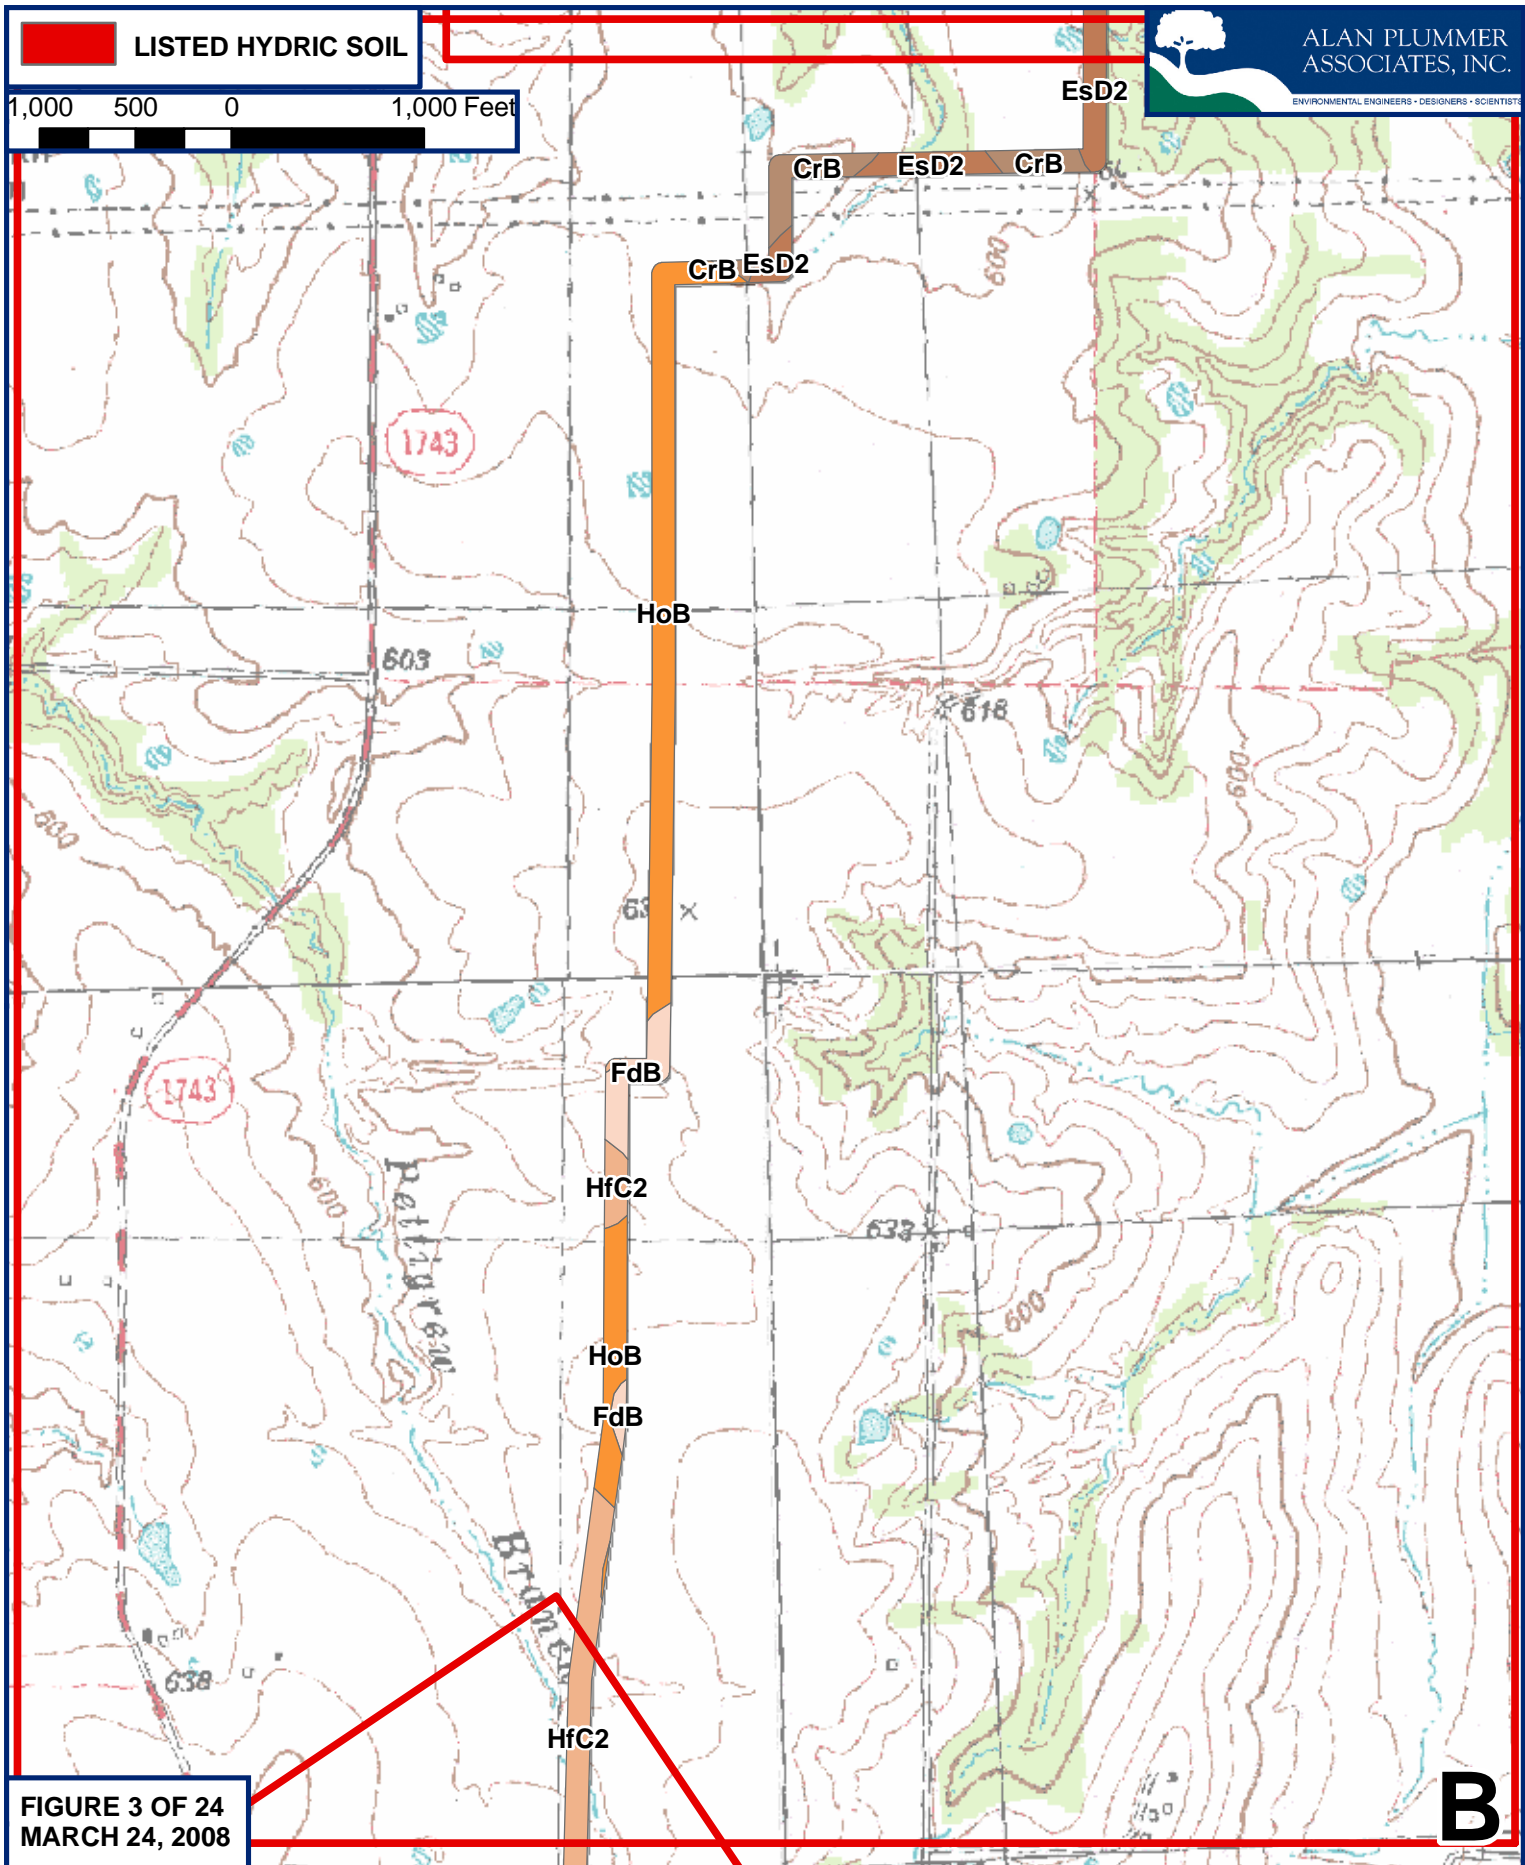 LISTED HYDRIC SOIL
ALAN PLUMMER
ASSOCIATES, INC.
ENVIRONMENTAL ENGINEERS • DESIGNERS • SCIENTISTS
1,000 500 0 1,000 Feet
EsD2
CrB EsD2 CrB
CrB EsD2
600
1743
HoB
603
616
600
600
FdB
1743
HfC2
600
Pettigrew
633
600
HoB
FdB
638
HfC2
FIGURE 3 OF 24
MARCH 24, 2008
B